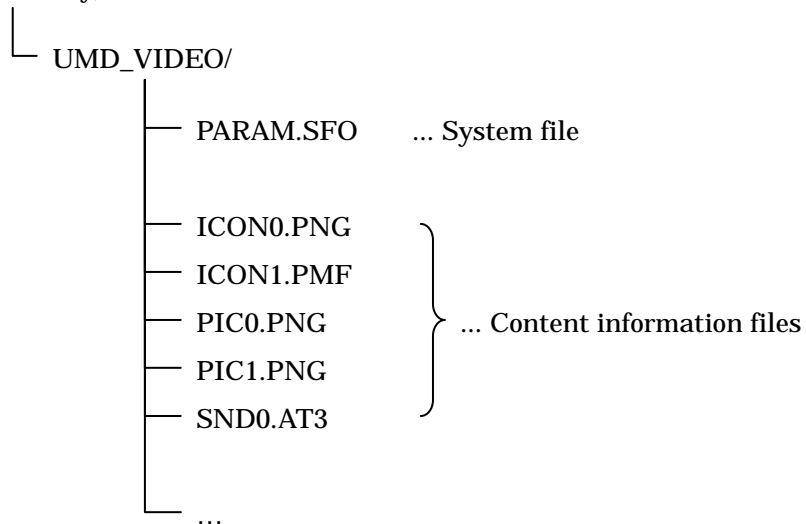 UMD_VIDEO/
PARAM.SFO ... System file
ICON0.PNG
ICON1.PMF
PIC0.PNG ... Content information files
PIC1.PNG
SND0.AT3
...